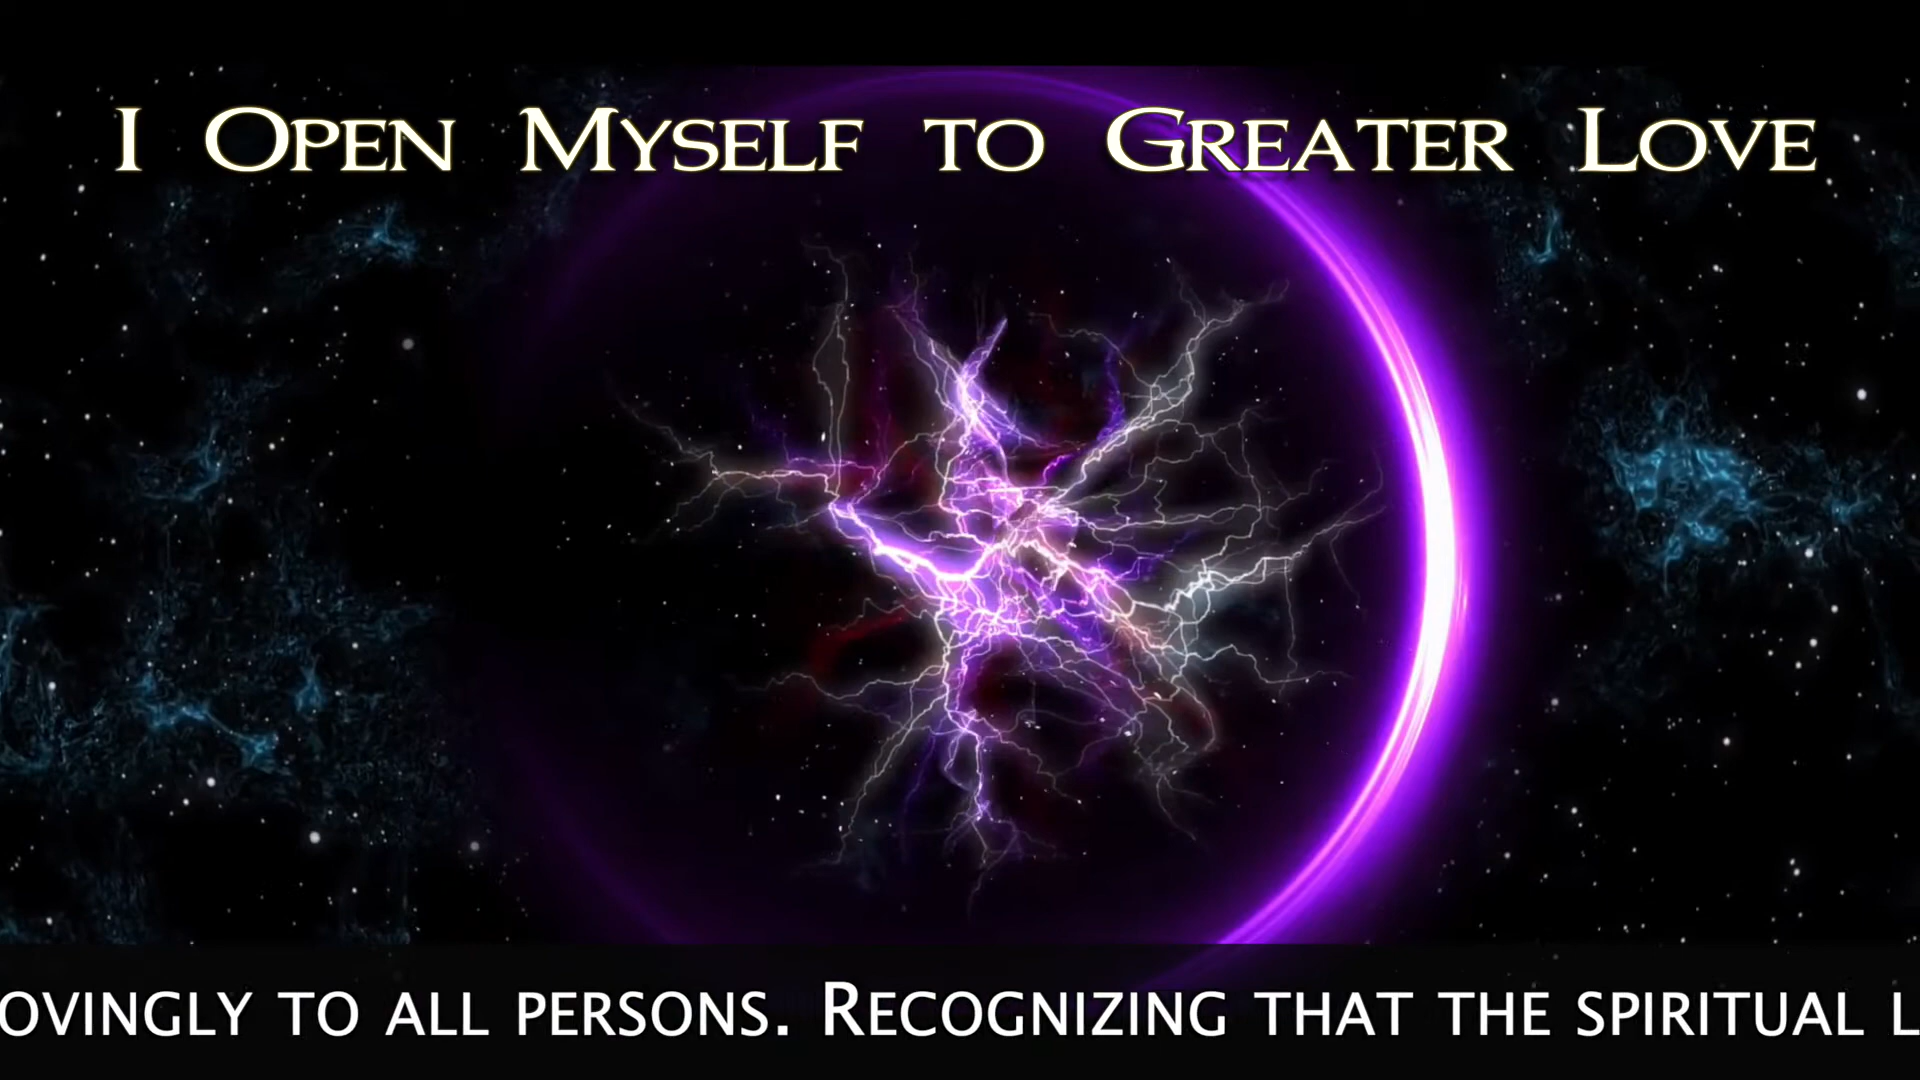 I Open Myself to Greater Love
ovingly to all persons. Recognizing that the spiritual